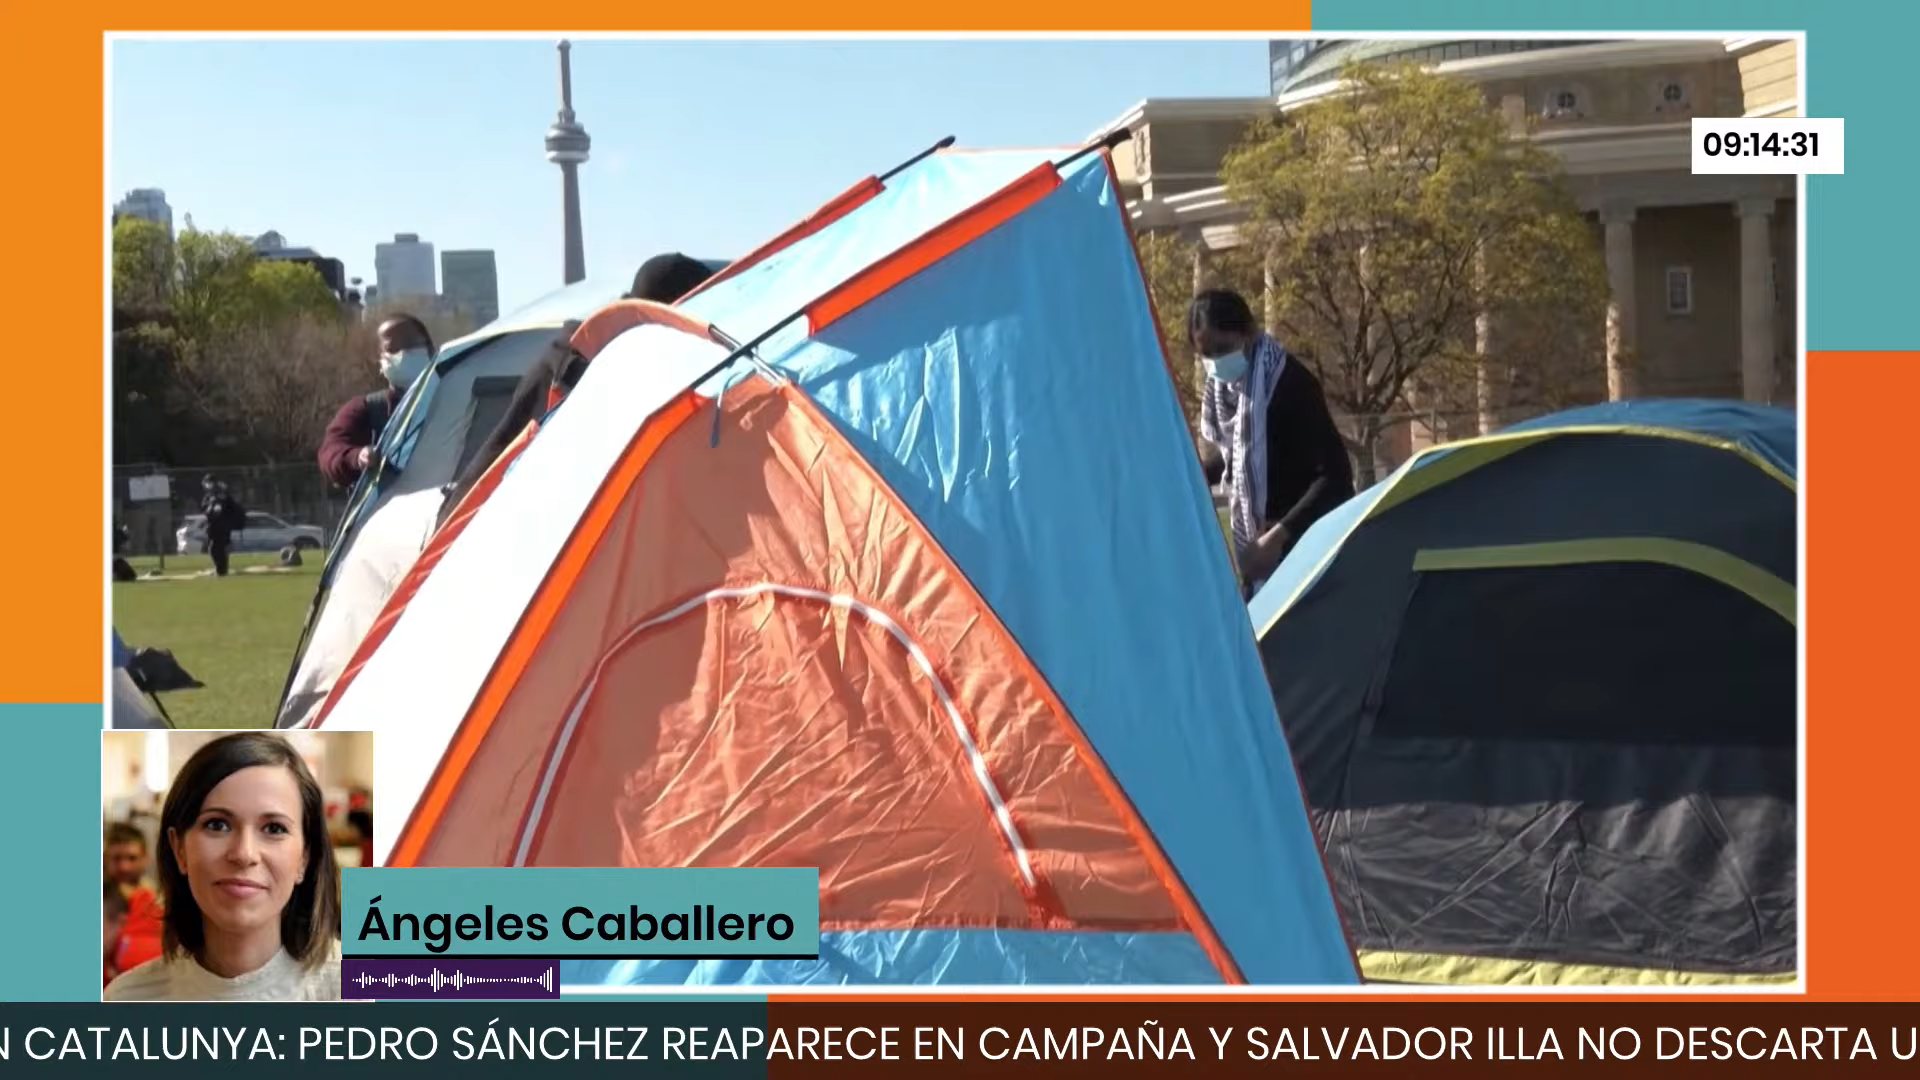 09:14:31
Ángeles Caballero
N CATALUNYA: PEDRO SÁNCHEZ REAPARECE EN CAMPAÑA Y SALVADOR ILLA NO DESCARTA U